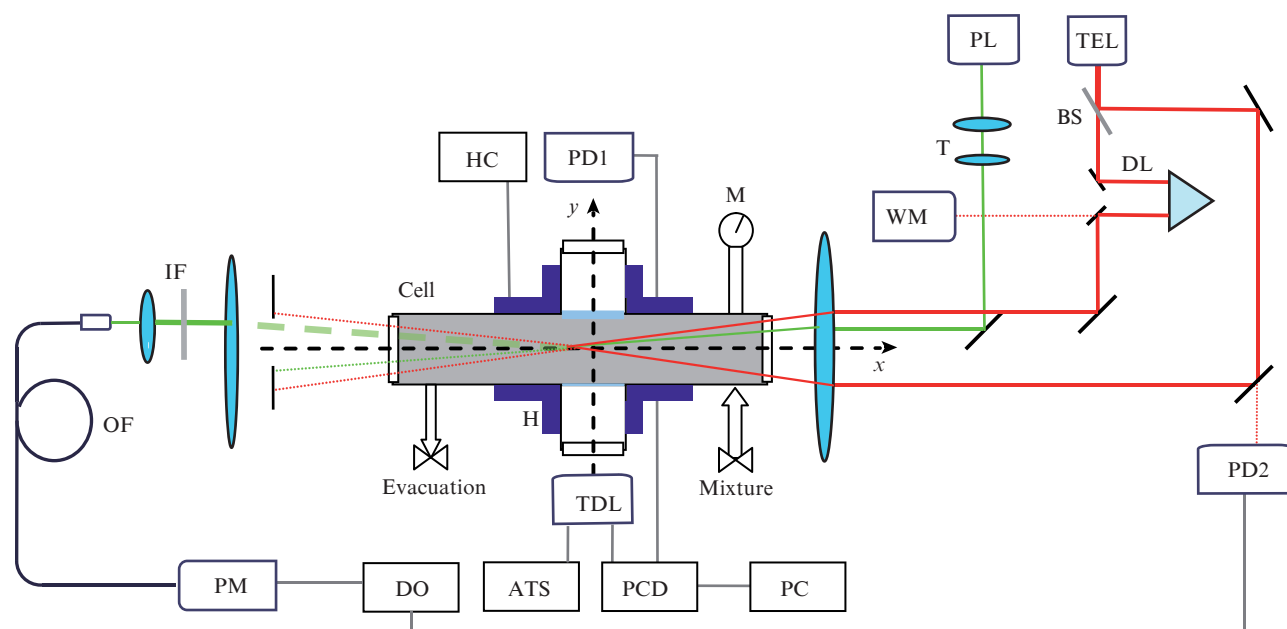 PL
TEL
BS
HC
PD1
T
DL
M
WM
y
IF
Cell
x
H
OF
Evacuation
Mixture
TDL
PD2
PM
DO
ATS
PCD
PC